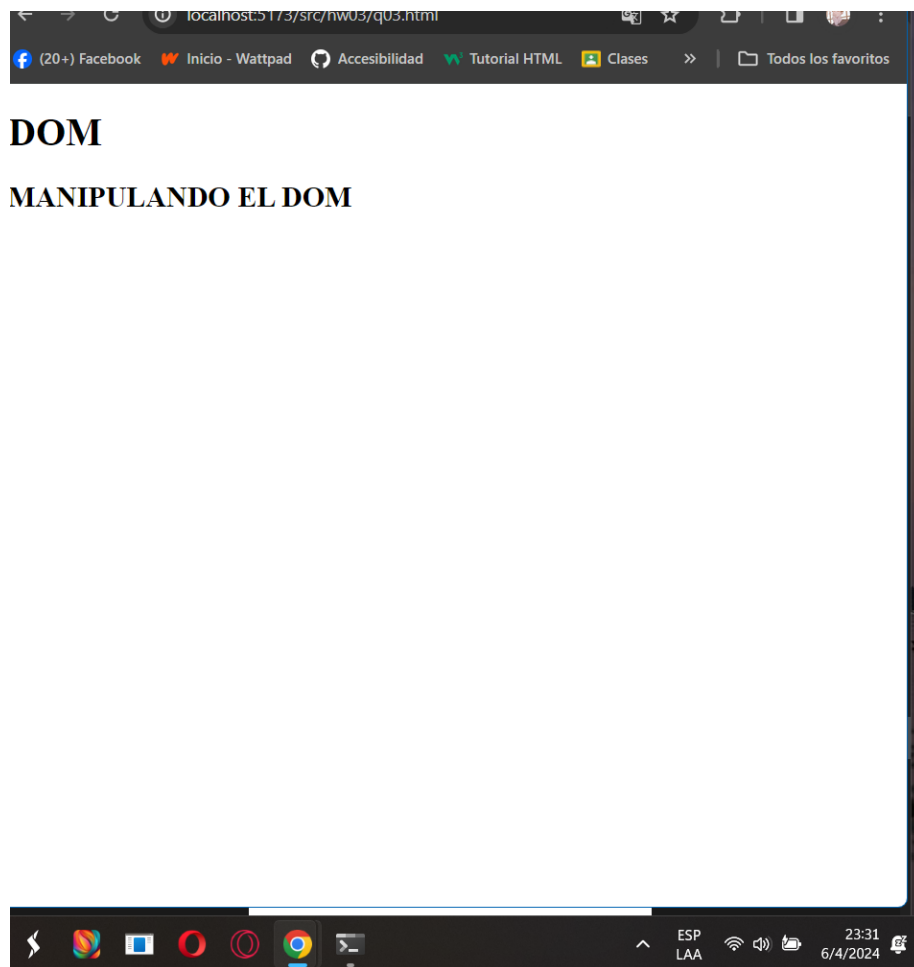 localhost:5173/src/hw03/q03.html
(20+) Facebook Inicio - Wattpad Accesibilidad Tutorial HTML Clases » Todos los favoritos
DOM
MANIPULANDO EL DOM
ESP 23:31
LAA 6/4/2024